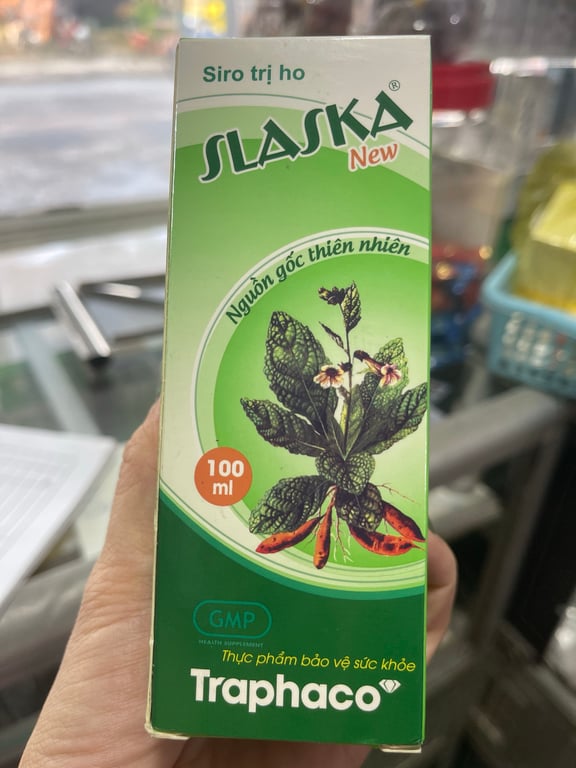 Siro trị ho
SLASKA®
New
Nguồn gốc thiên nhiên
100
ml
GMP
HEALTH SUPPLEMENT
Thực phẩm bảo vệ sức khỏe
Traphaco